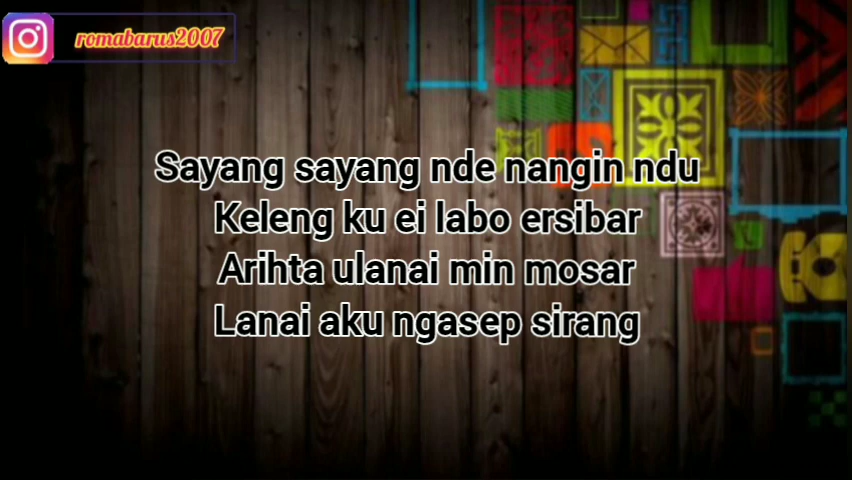 romabarus2007
Sayang sayang nde nangin ndu
Keleng ku ei labo ersibar
Arihta ulanai min mosar
Lanai aku ngasep sirang